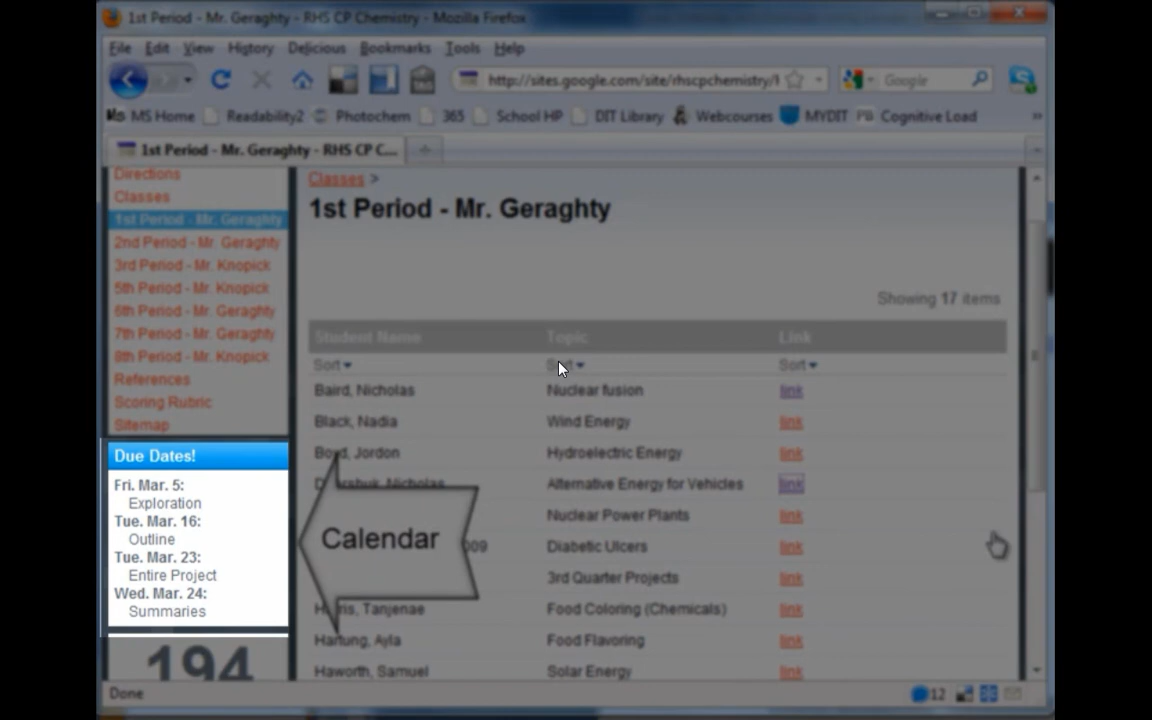 1st Period - Mr. Geraghty - RHS CP Chemistry - Mozilla Firefox
File Edit View History Delicious Bookmarks Tools Help
http://sites.google.com/site/rhscpchemistry/ Google
MS Home Readability2 Photochem 365 School HP DIT Library Webcourses MYDIT Cognitive Load
1st Period - Mr. Geraghty - RHS CP C...
Directions
Classes
1st Period - Mr. Geraghty
2nd Period - Mr. Geraghty
3rd Period - Mr. Knopick
5th Period - Mr. Knopick
6th Period - Mr. Geraghty
7th Period - Mr. Geraghty
8th Period - Mr. Knopick
References
Scoring Rubric
Sitemap
Due Dates!
Fri. Mar. 5:
Exploration
Tue. Mar. 16:
Outline
Tue. Mar. 23:
Entire Project
Wed. Mar. 24:
Summaries
194
Classes >
1st Period - Mr. Geraghty
Showing 17 items
Student Name Topic Link
Sort Sort Sort
Baird, Nicholas Nuclear fusion link
Black, Nadia Wind Energy link
Boyd, Jordon Hydroelectric Energy link
Nicholas Alternative Energy for Vehicles link
Nuclear Power Plants link
Calendar
009 Diabetic Ulcers link
3rd Quarter Projects link
Tanjenae Food Coloring (Chemicals) link
Hartung, Ayla Food Flavoring link
Haworth, Samuel Solar Energy link
Done 12